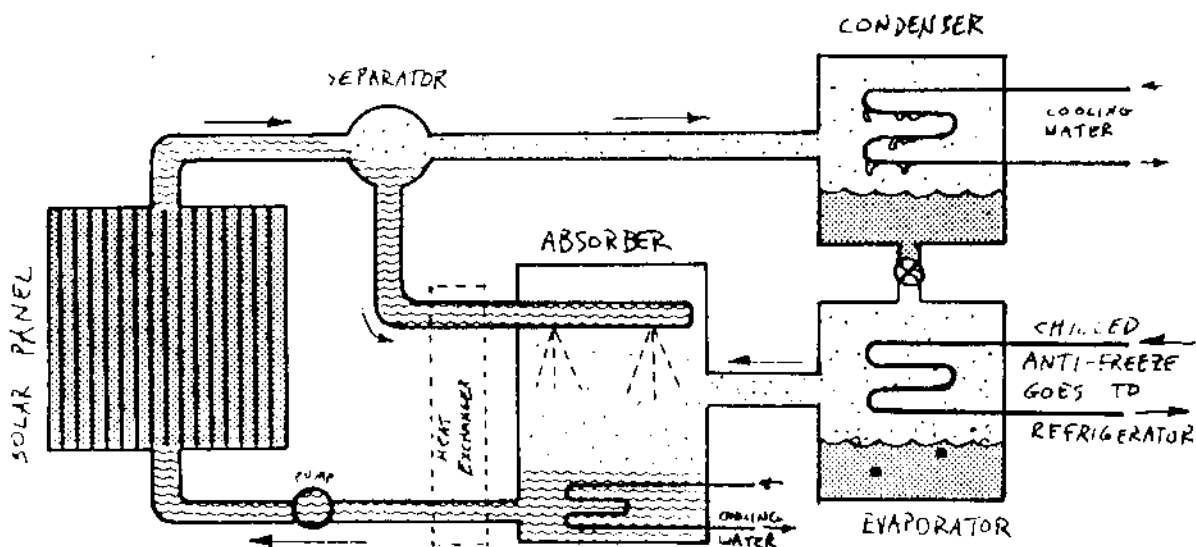 CONDENSER
SEPARATOR
COOLING
WATER
ABSORBER
SOLAR PANEL
CHILLED
ANTI-FREEZE
GOES TO
REFRIGERATOR
HEAT
EXCHANGER
PUMP
COOLING
WATER
EVAPORATOR